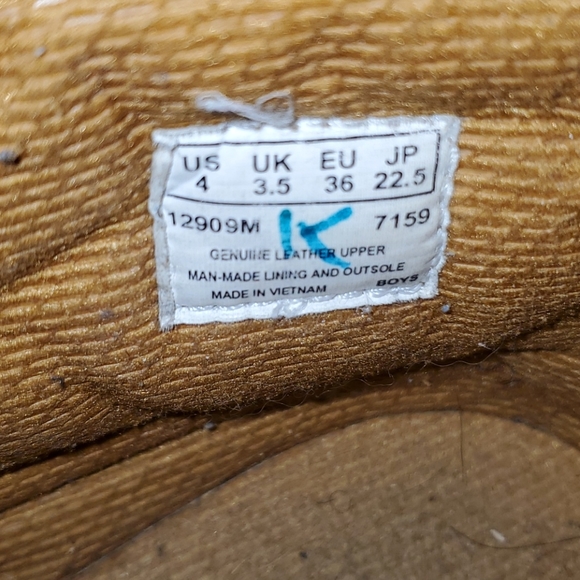 US UK EU JP
4 3.5 36 22.5
12909M K 7159
GENUINE LEATHER UPPER
MAN-MADE LINING AND OUTSOLE
MADE IN VIETNAM BOYS